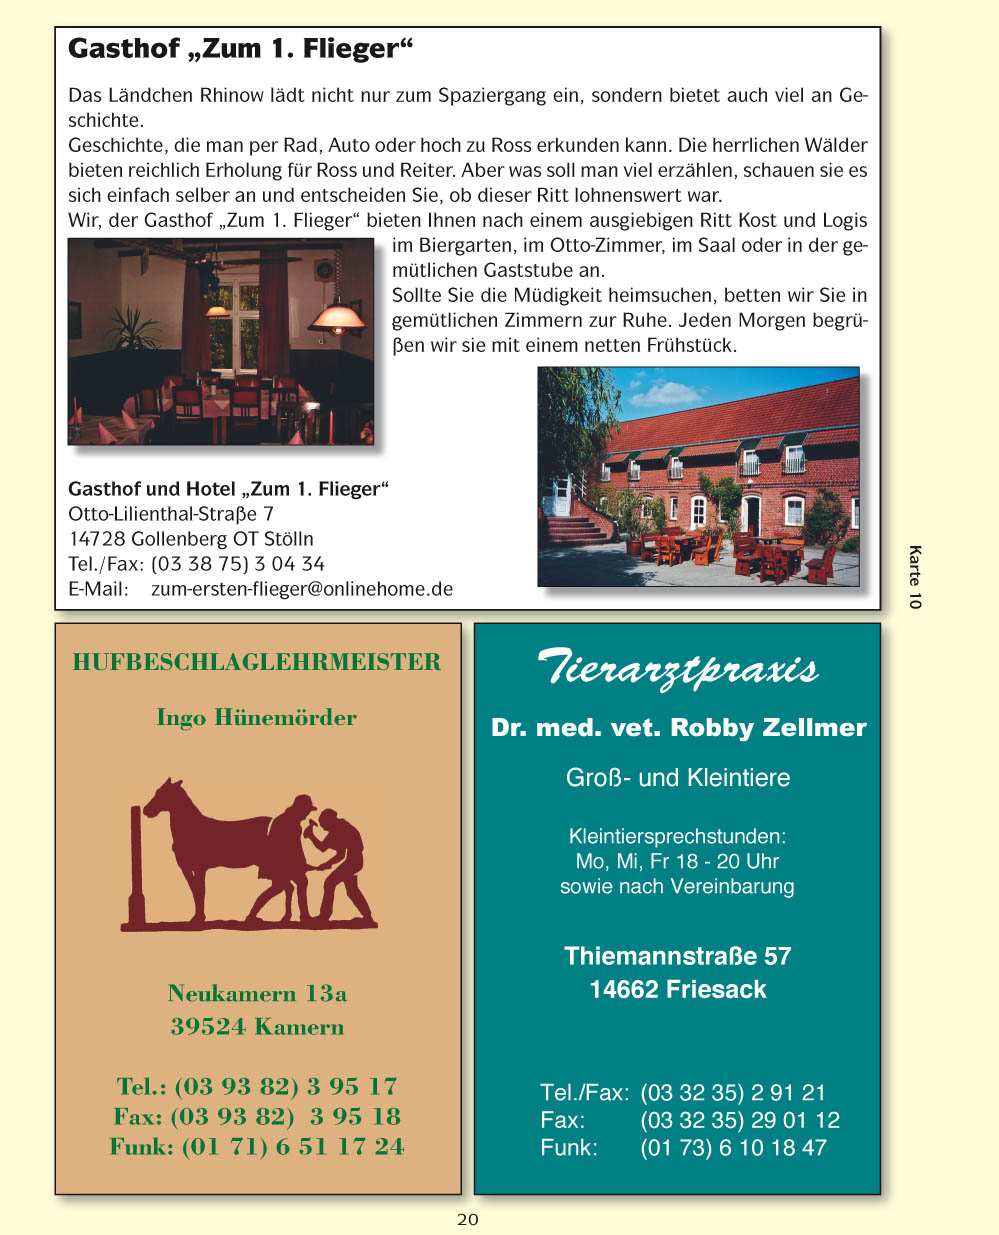 Gasthof „Zum 1. Flieger“
Das Ländchen Rhinow lädt nicht nur zum Spaziergang ein, sondern bietet auch viel an Ge-
schichte.
Geschichte, die man per Rad, Auto oder hoch zu Ross erkunden kann. Die herrlichen Wälder
bieten reichlich Erholung für Ross und Reiter. Aber was soll man viel erzählen, schauen sie es
sich einfach selber an und entscheiden Sie, ob dieser Ritt lohnenswert war.
Wir, der Gasthof „Zum 1. Flieger“ bieten Ihnen nach einem ausgiebigen Ritt Kost und Logis
im Biergarten, im Otto-Zimmer, im Saal oder in der ge-
mütlichen Gaststube an.
Sollte Sie die Müdigkeit heimsuchen, betten wir Sie in
gemütlichen Zimmern zur Ruhe. Jeden Morgen begrü-
ßen wir sie mit einem netten Frühstück.
Gasthof und Hotel „Zum 1. Flieger“
Otto-Lilienthal-Straße 7
14728 Gollenberg OT Stölln
Tel./Fax: (03 38 75) 3 04 34
E-Mail: zum-ersten-flieger@onlinehome.de
Karte 10
HUFBESCHLAGLEHRMEISTER
Ingo Hünemörder
Neukamern 13a
39524 Kamern
Tel.: (03 93 82) 3 95 17
Fax: (03 93 82) 3 95 18
Funk: (01 71) 6 51 17 24
Tierarztpraxis
Dr. med. vet. Robby Zellmer
Groß- und Kleintiere
Kleintiersprechstunden:
Mo, Mi, Fr 18 - 20 Uhr
sowie nach Vereinbarung
Thiemannstraße 57
14662 Friesack
Tel./Fax: (03 32 35) 2 91 21
Fax: (03 32 35) 29 01 12
Funk: (01 73) 6 10 18 47
20